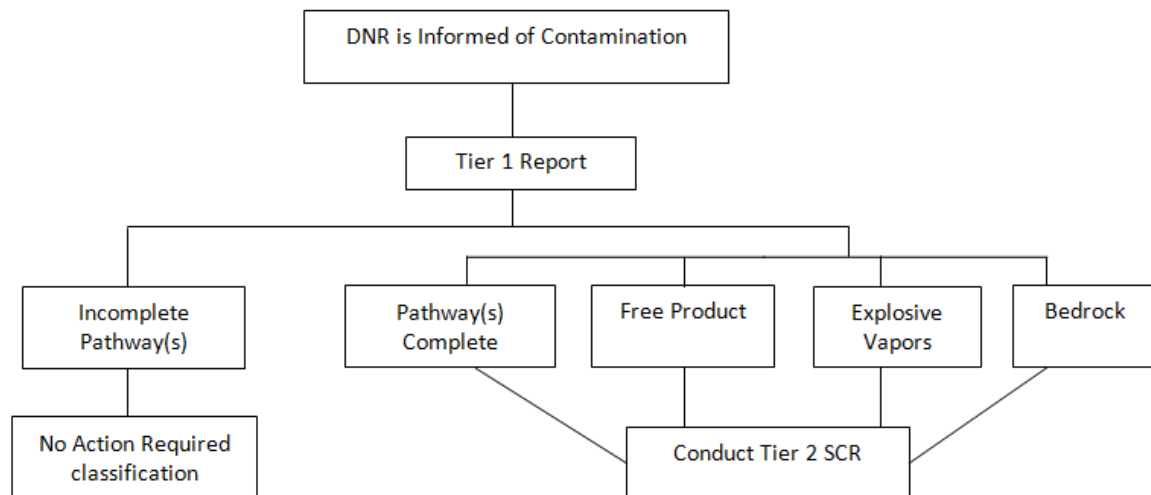 DNR is Informed of Contamination
Tier 1 Report
Incomplete
Pathway(s)
Pathway(s)
Complete
Free Product
Explosive
Vapors
Bedrock
No Action Required
classification
Conduct Tier 2 SCR